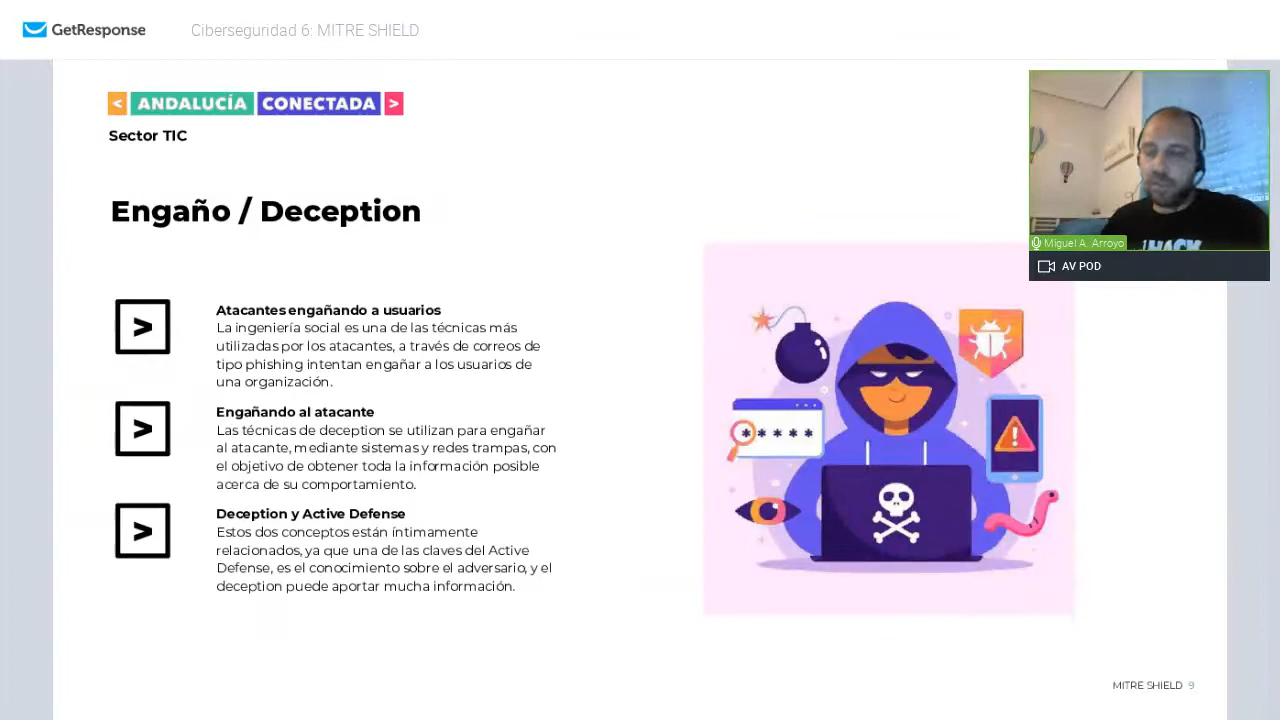 GetResponse
Ciberseguridad 6: MITRE SHIELD
< ANDALUCÍA CONECTADA >
Sector TIC
Engaño / Deception
Miguel A. Arroyo
AV POD
>
Atacantes engañando a usuarios
La ingeniería social es una de las técnicas más
utilizadas por los atacantes, a través de correos de
tipo phishing intentan engañar a los usuarios de
una organización.
>
Engañando al atacante
Las técnicas de deception se utilizan para engañar
al atacante, mediante sistemas y redes trampas, con
el objetivo de obtener toda la información posible
acerca de su comportamiento.
>
Deception y Active Defense
Estos dos conceptos están íntimamente
relacionados, ya que una de las claves del Active
Defense, es el conocimiento sobre el adversario, y el
deception puede aportar mucha información.
*****
!
MITRE SHIELD 9